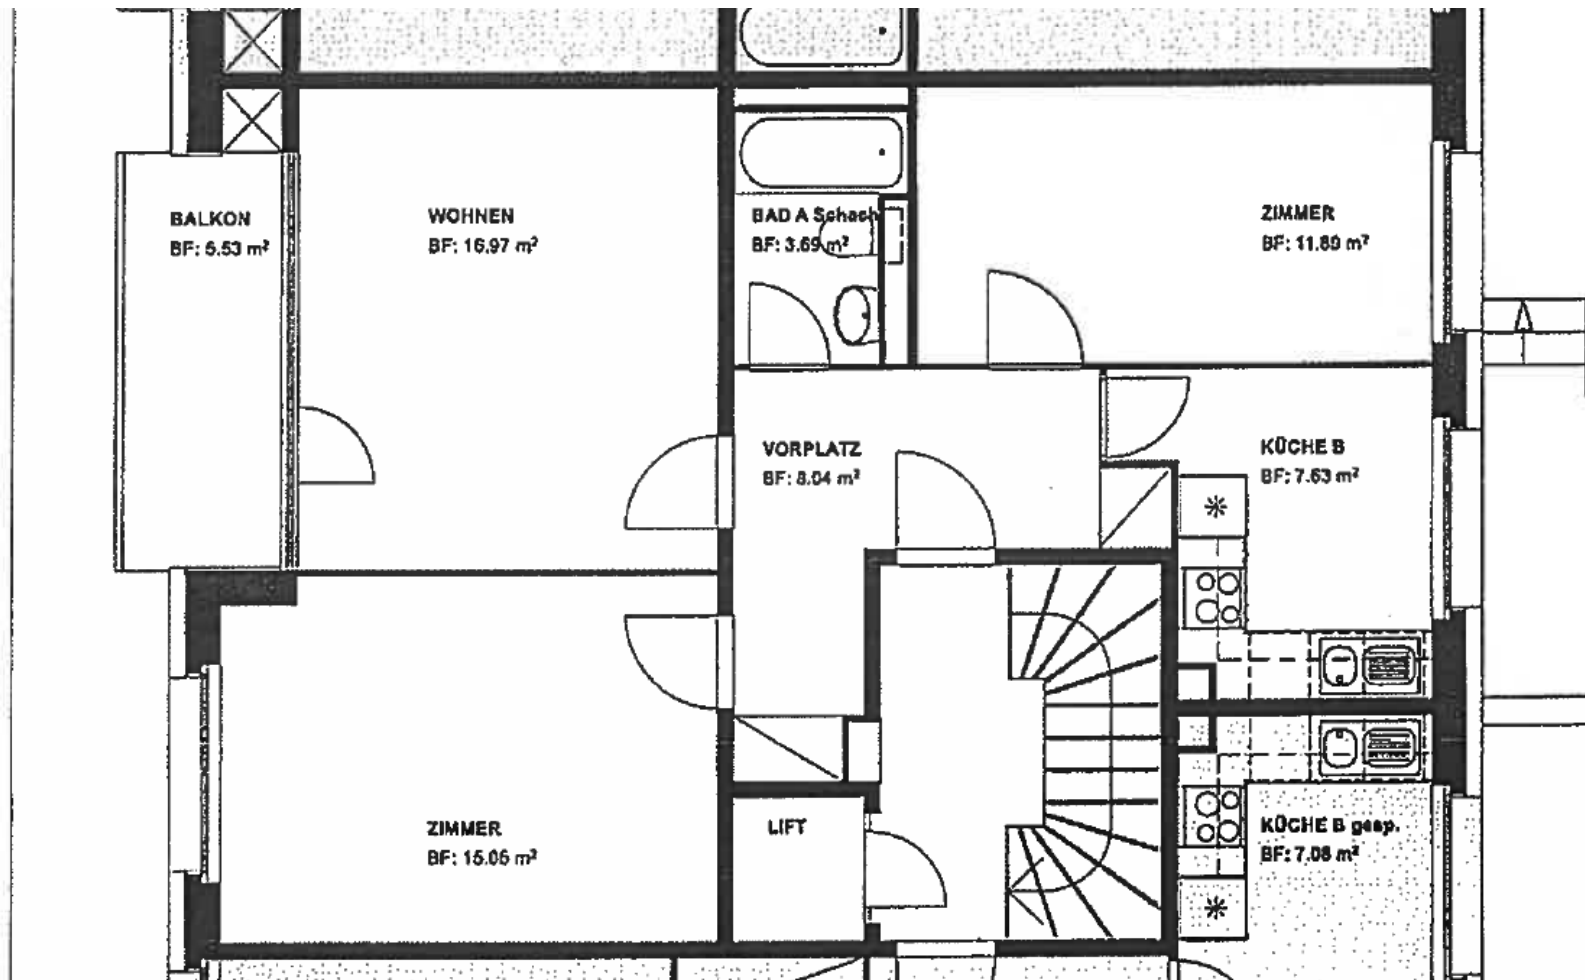 BALKON
BF: 5.53 m²
WOHNEN
BF: 16.97 m²
BAD A Schach
BF: 3.69 m²
ZIMMER
BF: 11.89 m²
VORPLATZ
BF: 8.04 m²
KÜCHE B
BF: 7.63 m²
ZIMMER
BF: 15.05 m²
LIFT
KÜCHE B gesp.
BF: 7.08 m²